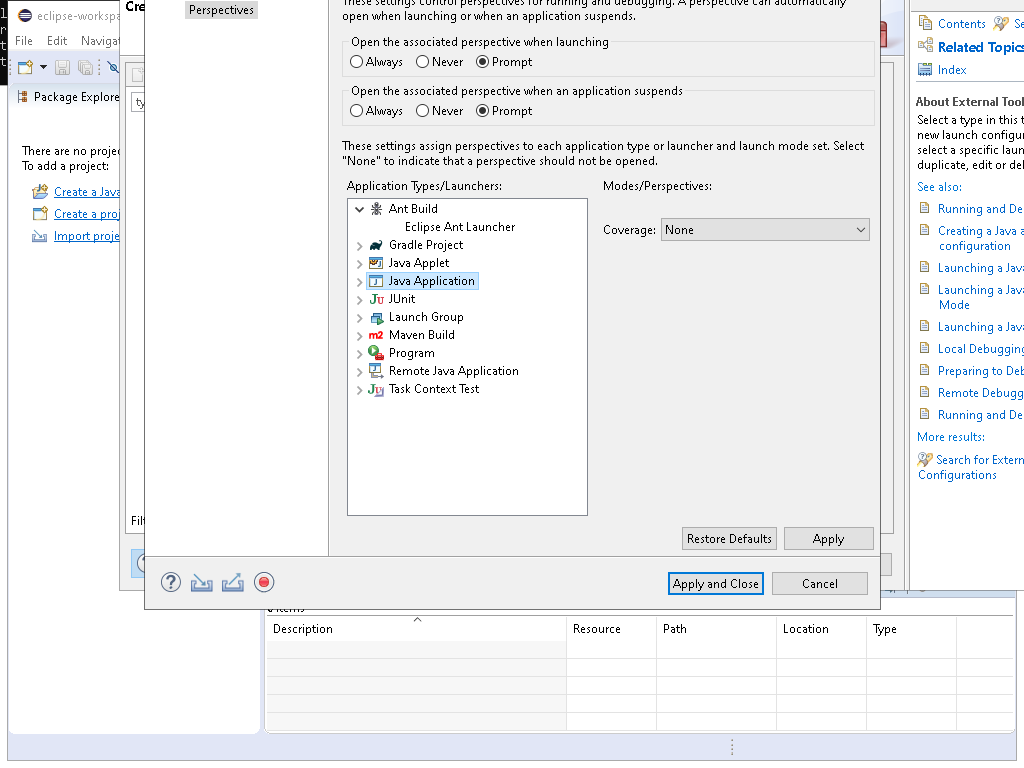 These settings control perspectives for running and debugging. A perspective can automatically
open when launching or when an application suspends.
Perspectives
Open the associated perspective when launching
Always Never Prompt
Open the associated perspective when an application suspends
Always Never Prompt
These settings assign perspectives to each application type or launcher and launch mode set. Select
"None" to indicate that a perspective should not be opened.
Application Types/Launchers:
Modes/Perspectives:
Ant Build
Eclipse Ant Launcher
Gradle Project
Java Applet
Java Application
JUnit
Launch Group
Maven Build
Program
Remote Java Application
Task Context Test
Coverage: None
Restore Defaults
Apply
Apply and Close
Cancel
Cre
eclipse-workspa
File Edit Navigat
Package Explore
ty
There are no projec
To add a project:
Create a Java
Create a proj
Import proje
Filt
Contents
Se
Related Topics
Index
About External Tool
Select a type in this t
new launch configur
select a specific laun
duplicate, edit or del
See also:
Running and De
Creating a Java a
configuration
Launching a Java
Launching a Java
Mode
Launching a Java
Local Debugging
Preparing to Deb
Remote Debugg
Running and De
More results:
Search for Extern
Configurations
items
Description
Resource
Path
Location
Type